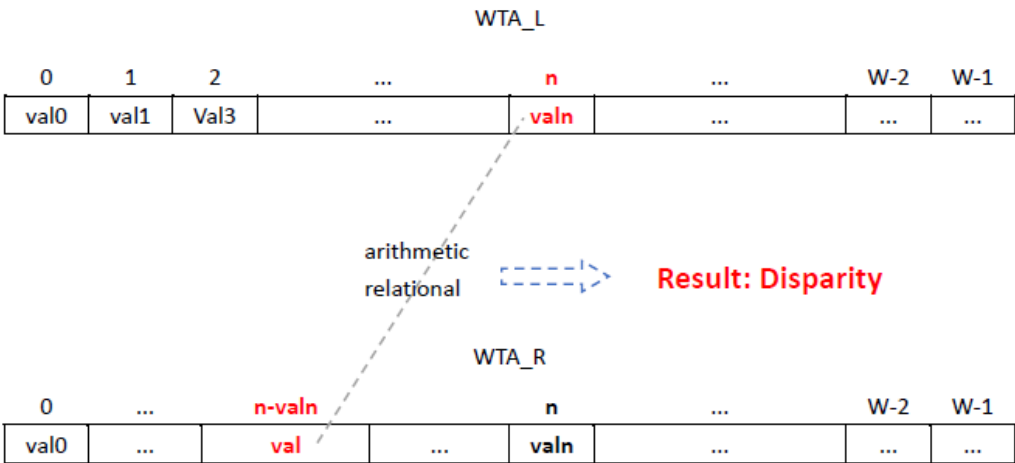 WTA_L
0 1 2 ... n ... W-2 W-1
val0 val1 Val3 ... valn ... ... ...
arithmetic
relational
Result: Disparity
WTA_R
0 ... n-valn n ... W-2 W-1
val0 ... val ... valn ... ... ...